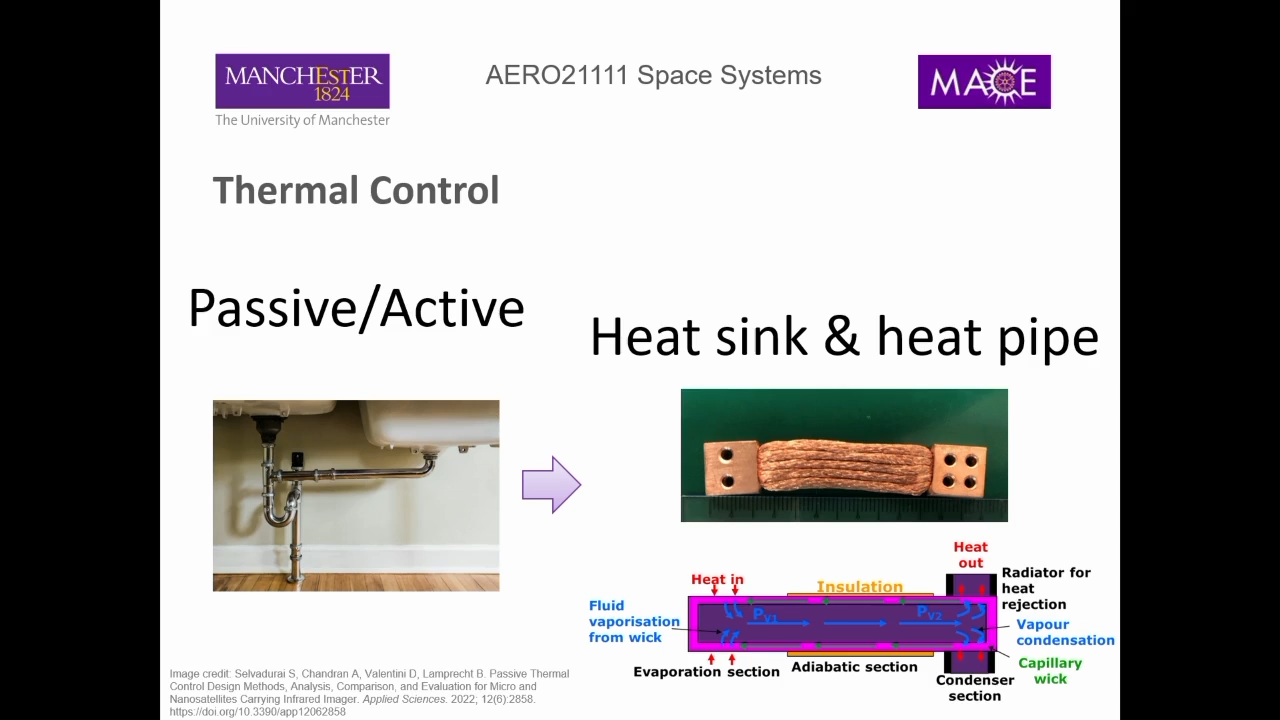 MANCHESTER
1824
The University of Manchester
AERO21111 Space Systems
MACE
Thermal Control
Passive/Active
Heat sink & heat pipe
Heat
out
Heat in
Insulation
Radiator for
heat
rejection
Fluid
vaporisation
from wick
PV1
PV2
Vapour
condensation
Evaporation section
Adiabatic section
Capillary
wick
Condenser
section
Image credit: Selvadurai S, Chandran A, Valentini D, Lamprecht B. Passive Thermal
Control Design Methods, Analysis, Comparison, and Evaluation for Micro and
Nanosatellites Carrying Infrared Imager. Applied Sciences. 2022; 12(6):2858.
https://doi.org/10.3390/app12062858